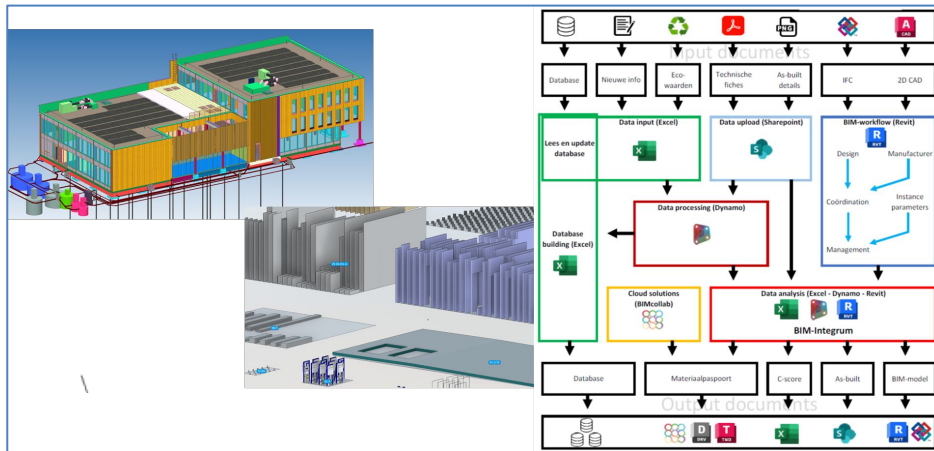 PNG
A
CAD
Input documents
Database
Nieuwe info
Eco-
waarden
Technische
fiches
As-built
details
IFC
2D CAD
Data input (Excel)
Lees en update
database
Data upload (Sharepoint)
BIM-workflow (Revit)
R
RVT
Design
Manufacturer
Coördination
Instance
parameters
Management
Data processing (Dynamo)
Database
building (Excel)
Cloud solutions
(BIMcollab)
Data analysis (Excel - Dynamo - Revit)
R
RVT
BIM-Integrum
Database
Materiaalpaspoort
C-score
As-built
BIM-model
Output documents
D
DRV
T
TMD
R
RVT